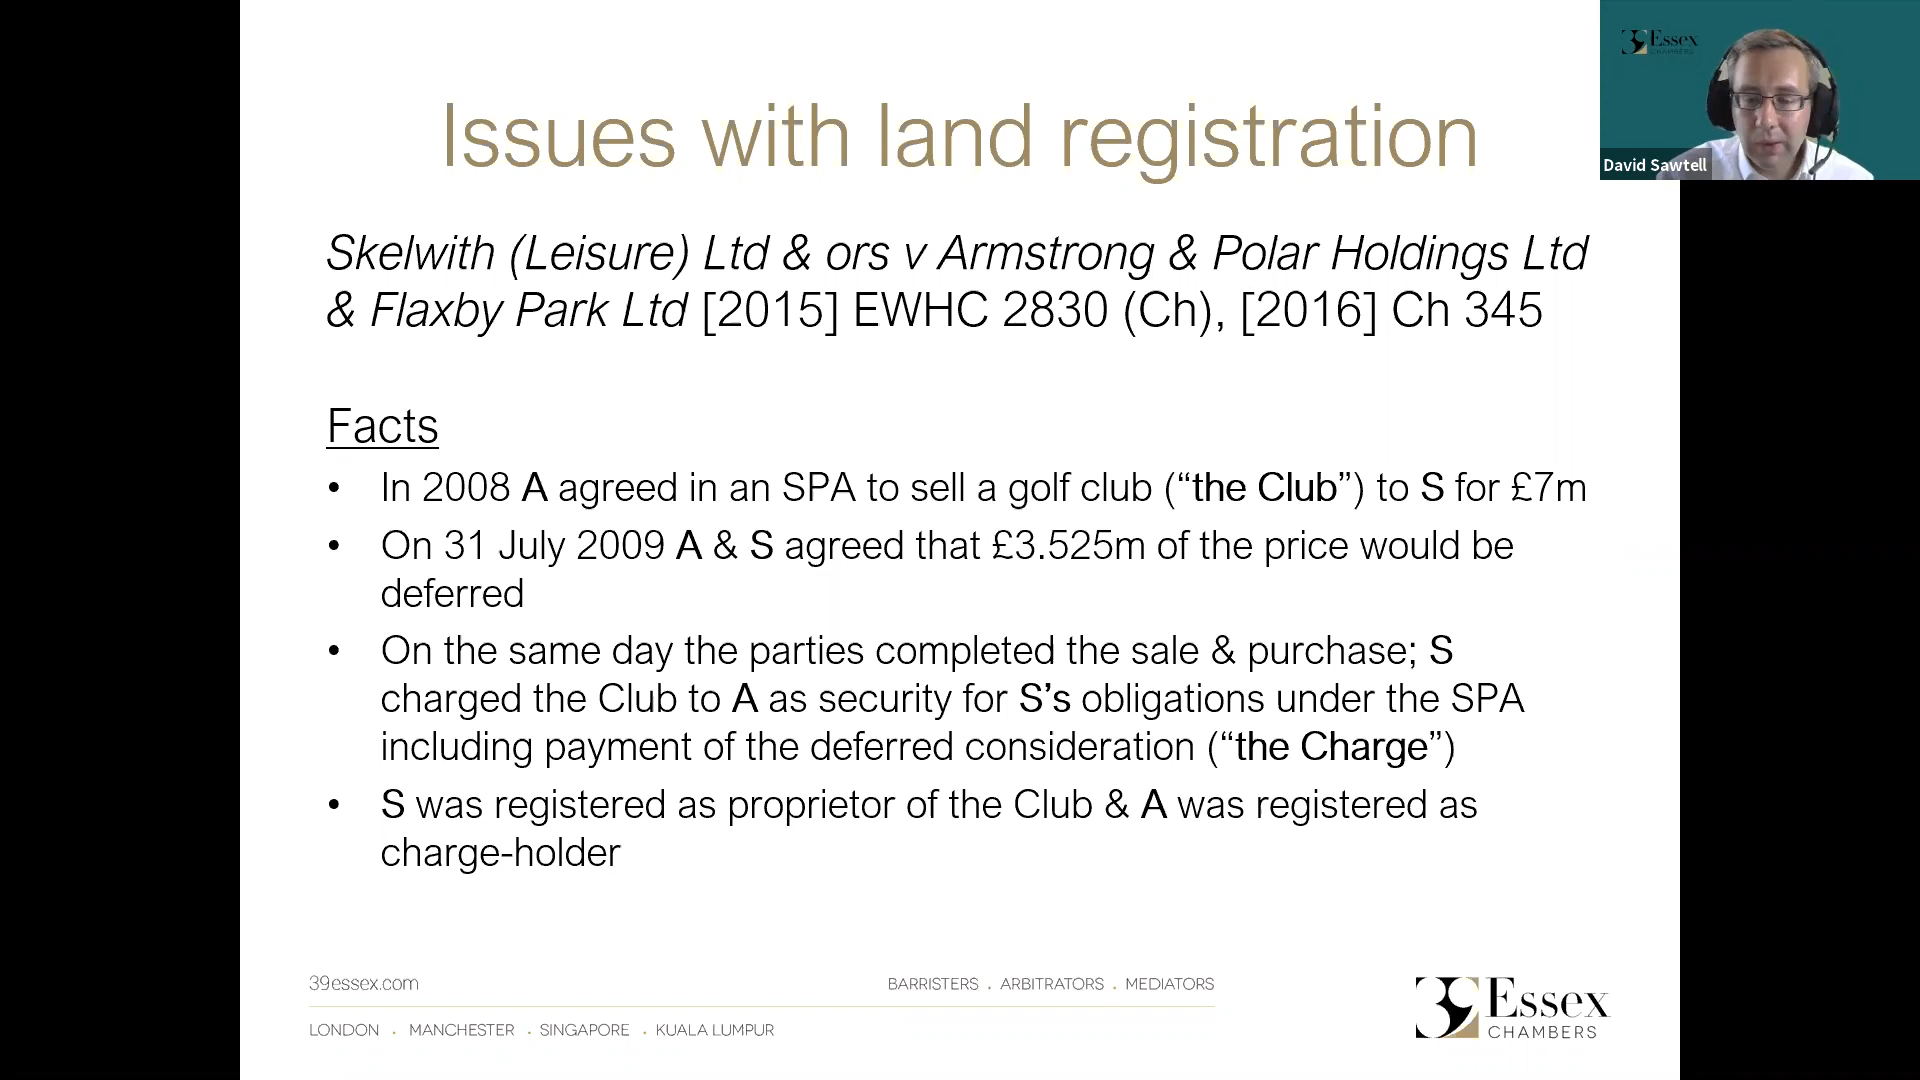 Issues with land registration
39 Essex
CHAMBERS
David Sawtell
Skelwith (Leisure) Ltd & ors v Armstrong & Polar Holdings Ltd
& Flaxby Park Ltd [2015] EWHC 2830 (Ch), [2016] Ch 345
Facts
• In 2008 A agreed in an SPA to sell a golf club (“the Club”) to S for £7m
• On 31 July 2009 A & S agreed that £3.525m of the price would be
deferred
• On the same day the parties completed the sale & purchase; S
charged the Club to A as security for S’s obligations under the SPA
including payment of the deferred consideration (“the Charge”)
• S was registered as proprietor of the Club & A was registered as
charge-holder
39essex.com
BARRISTERS . ARBITRATORS . MEDIATORS
LONDON . MANCHESTER . SINGAPORE . KUALA LUMPUR
39 Essex
CHAMBERS